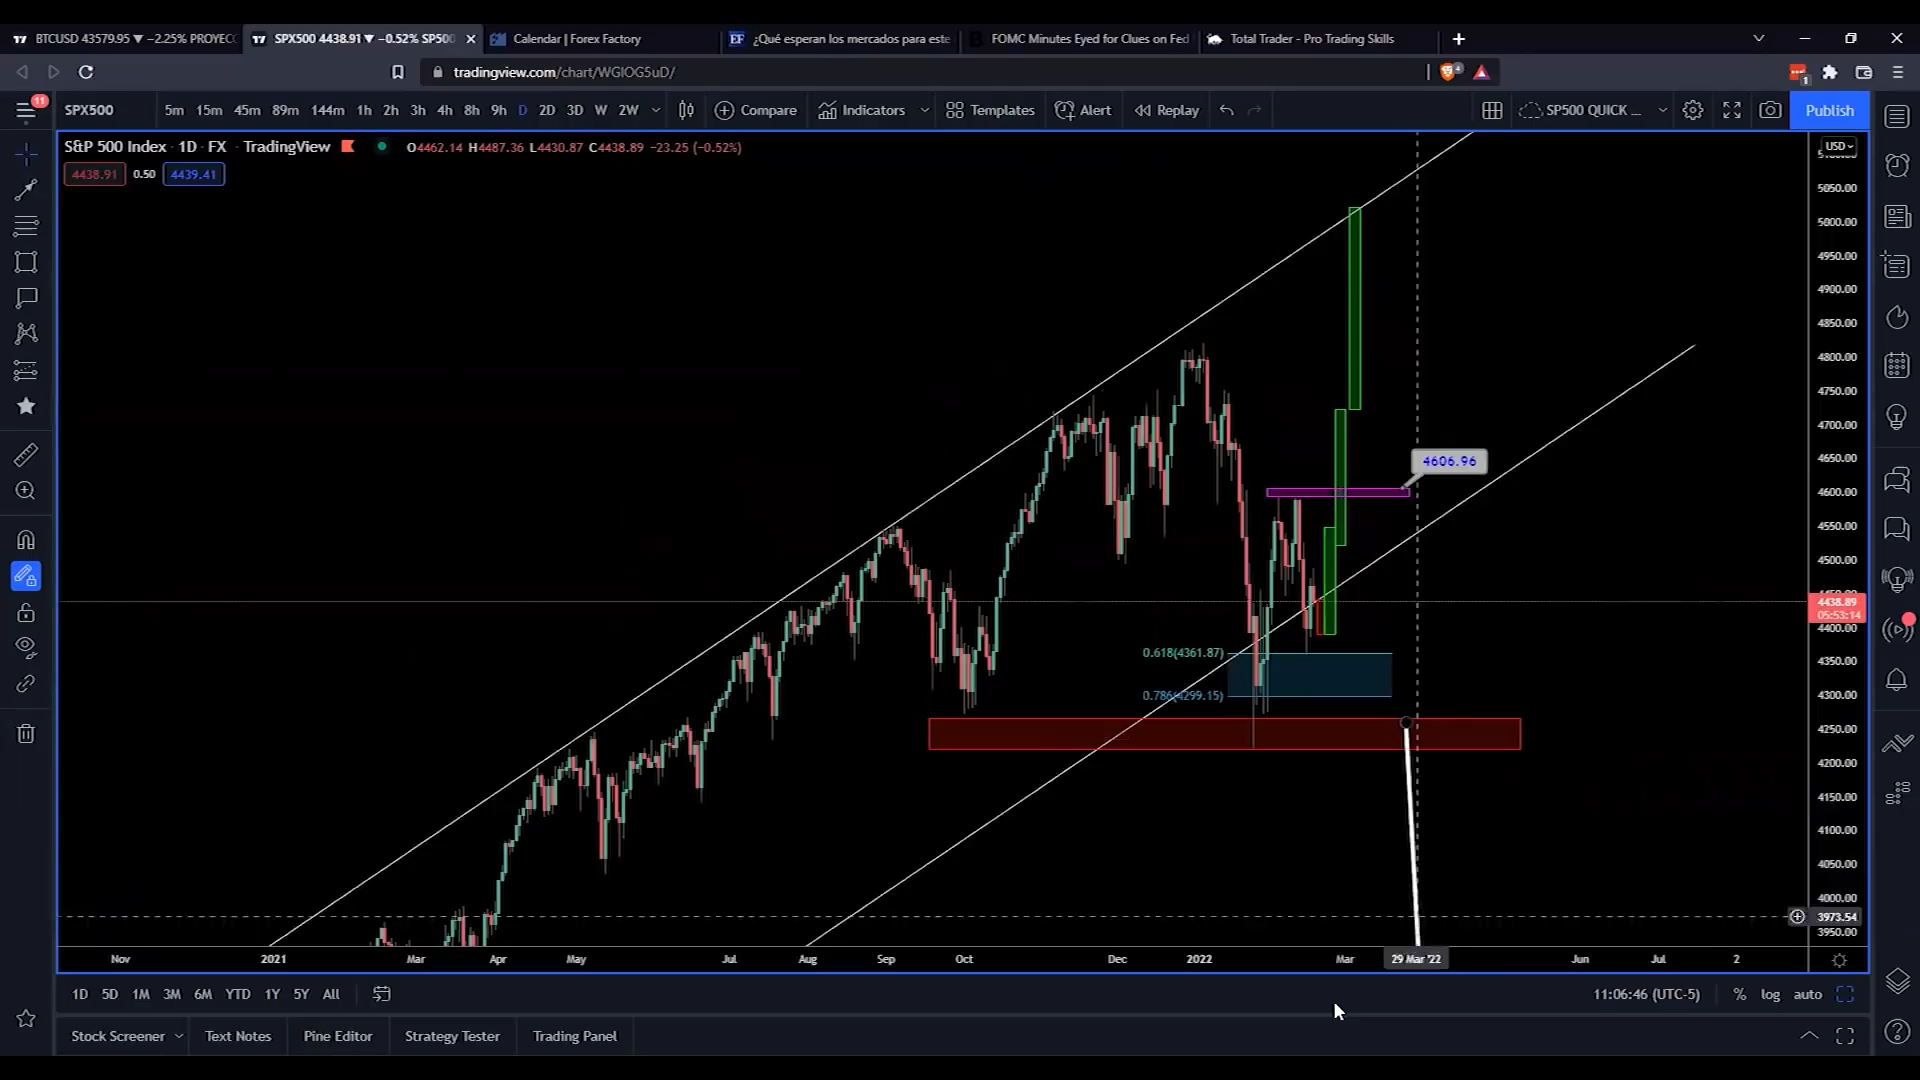 BTCUSD 43579.95 ▼ −2.25% PROYEC
SPX500 4438.91 ▼ −0.52% SP500
Calendar | Forex Factory
EF ¿Qué esperan los mercados para este
FOMC Minutes Eyed for Clues on Fed
Total Trader - Pro Trading Skills
tradingview.com/chart/WGIOG5uD/
4
1
11
SPX500 5m 15m 45m 89m 144m 1h 2h 3h 4h 8h 9h D 2D 3D W 2W Compare Indicators Templates Alert Replay SP500 QUICK ... Publish
S&P 500 Index · 1D · FX · TradingView O4462.14 H4487.36 L4430.87 C4438.89 −23.25 (−0.52%)
4438.91 0.50 4439.41
USD
5050.00
5000.00
4950.00
4900.00
4850.00
4800.00
4750.00
4700.00
4650.00
4606.96
4600.00
4550.00
4500.00
4438.89
05:53:14
4400.00
0.618(4361.87)
4350.00
0.786(4299.15)
4300.00
4250.00
4200.00
4150.00
4100.00
4050.00
4000.00
3973.54
3950.00
Nov 2021 Mar Apr May Jul Aug Sep Oct Dec 2022 Mar 29 Mar '22 Jun Jul 2
1D 5D 1M 3M 6M YTD 1Y 5Y All 11:06:46 (UTC-5) % log auto
Stock Screener Text Notes Pine Editor Strategy Tester Trading Panel